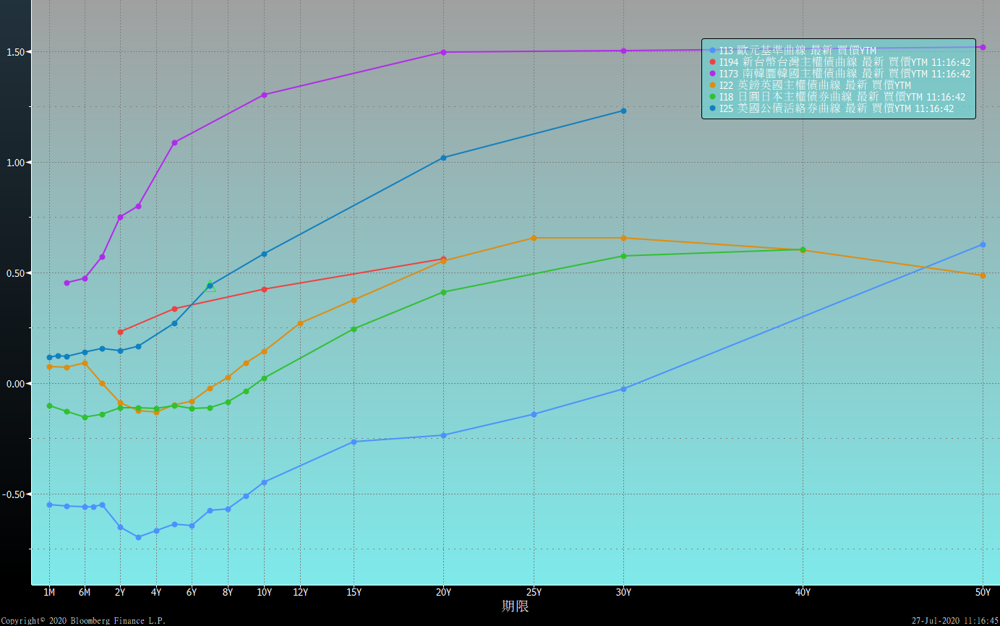 1.50
1.00
0.50
0.00
-0.50
I13 歐元基準曲線 最新 買價YTM
I194 新台幣台灣主權債曲線 最新 買價YTM 11:16:42
I173 南韓圜韓國主權債曲線 最新 買價YTM 11:16:42
I22 英鎊英國主權債曲線 最新 買價YTM
I18 日圓日本主權債券曲線 最新 買價YTM 11:16:42
I25 美國公債活絡券曲線 最新 買價YTM 11:16:42
1M 6M 2Y 4Y 6Y 8Y 10Y 12Y 15Y 20Y 25Y 30Y 40Y 50Y
期限
Copyright© 2020 Bloomberg Finance L.P. 27-Jul-2020 11:16:45